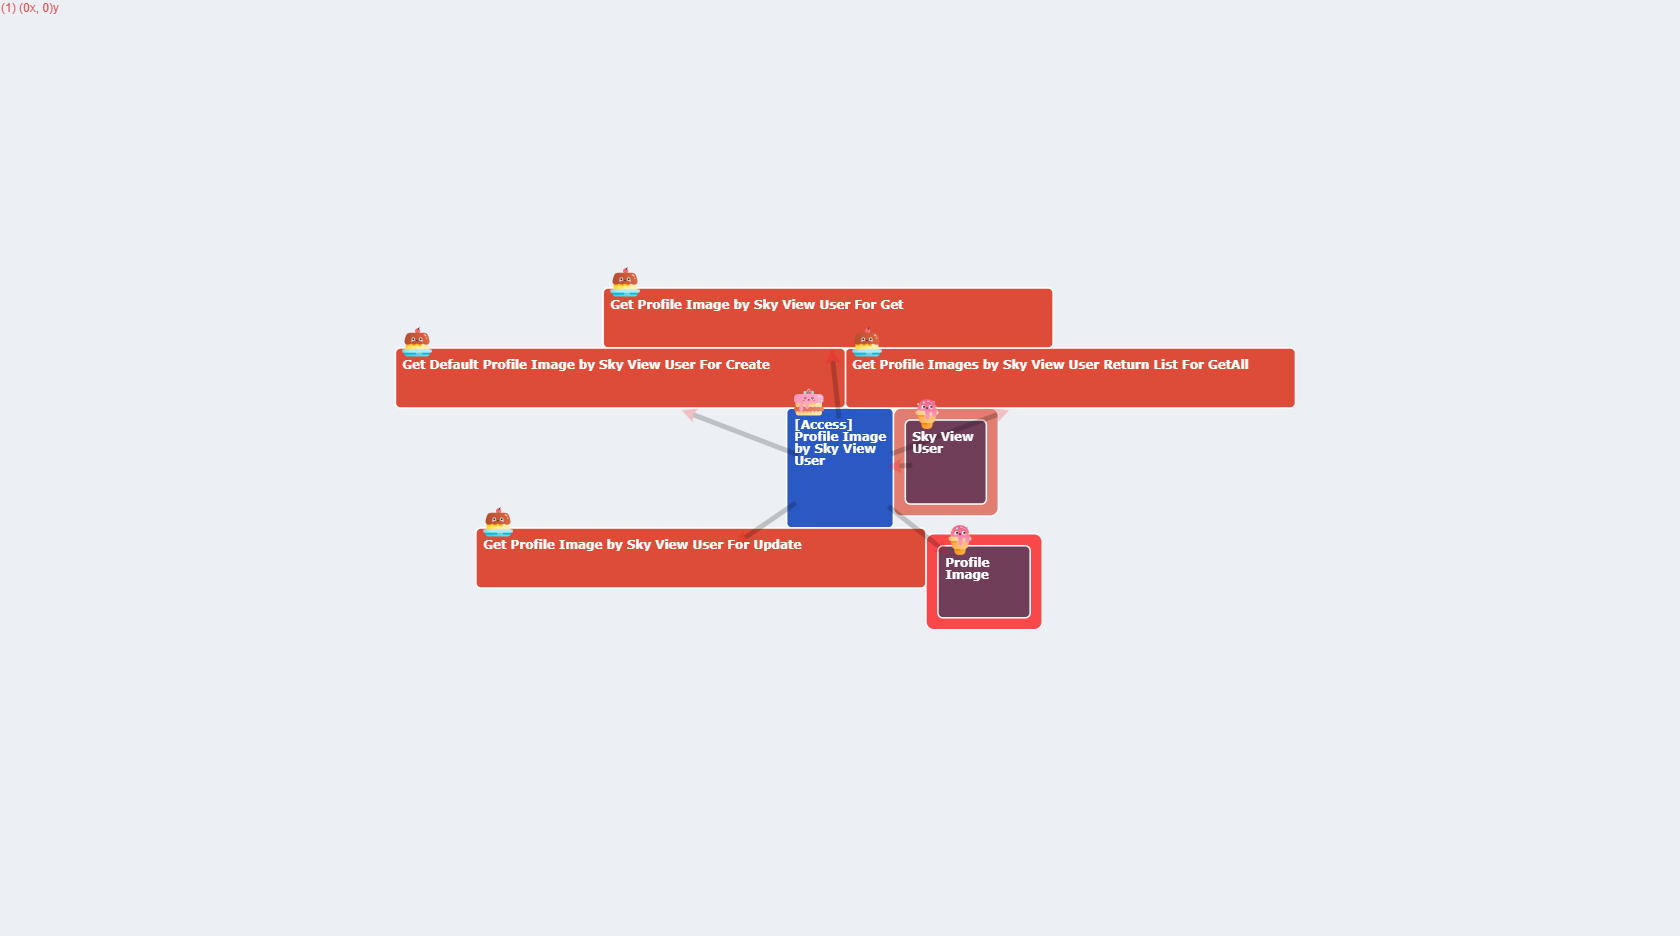 (1) (0x, 0)y
Get Profile Image by Sky View User For Get
Get Default Profile Image by Sky View User For Create
Get Profile Images by Sky View User Return List For GetAll
[Access]
Profile Image
by Sky View
User
Sky View
User
Get Profile Image by Sky View User For Update
Profile
Image